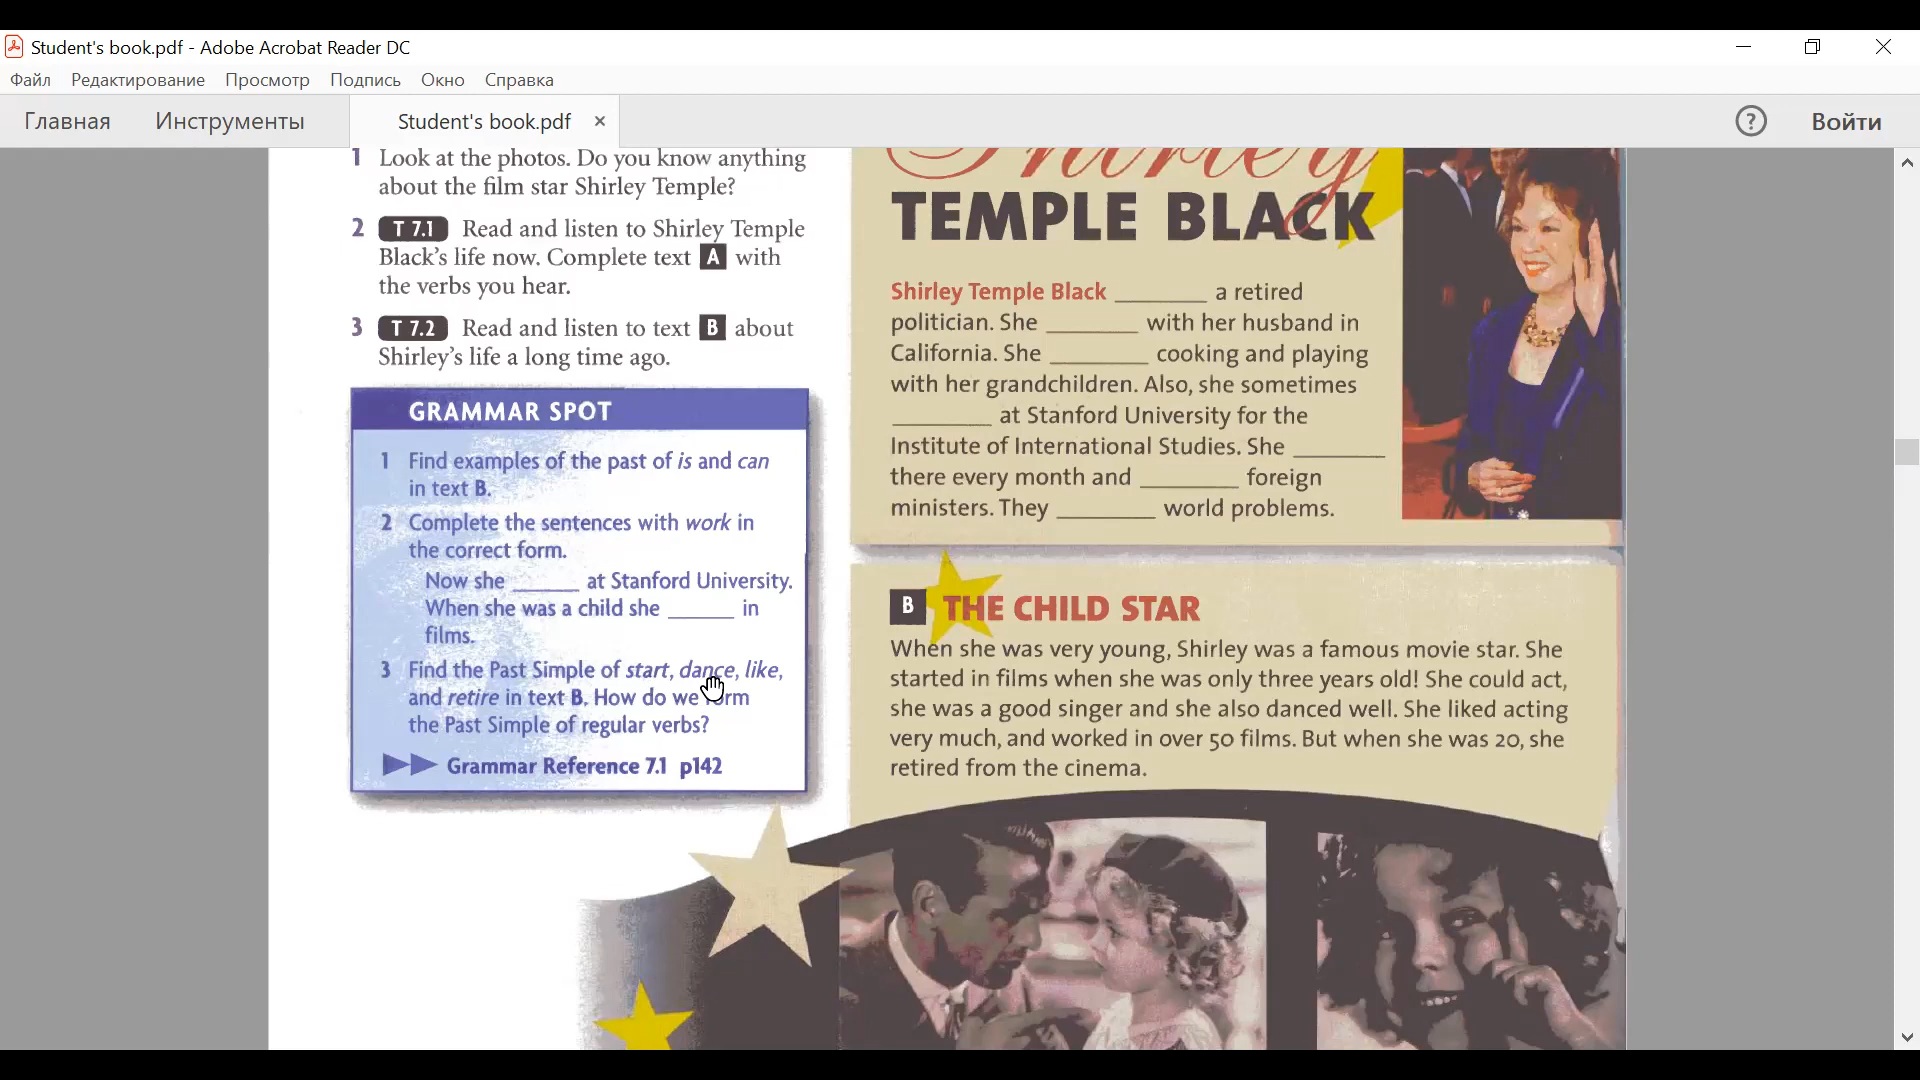 Student's book.pdf - Adobe Acrobat Reader DC
Файл Редактирование Просмотр Подпись Окно Справка
Главная Инструменты Student's book.pdf × ? Войти
1 Look at the photos. Do you know anything
about the film star Shirley Temple?
2 T 7.1 Read and listen to Shirley Temple
Black's life now. Complete text A with
the verbs you hear.
3 T 7.2 Read and listen to text B about
Shirley's life a long time ago.
GRAMMAR SPOT
1 Find examples of the past of is and can
in text B.
2 Complete the sentences with work in
the correct form.
Now she ______ at Stanford University.
When she was a child she ______ in
films.
3 Find the Past Simple of start, dance, like,
and retire in text B. How do we form
the Past Simple of regular verbs?
Grammar Reference 7.1 p142
Shirley
TEMPLE BLACK
Shirley Temple Black ________ a retired
politician. She ________ with her husband in
California. She ________ cooking and playing
with her grandchildren. Also, she sometimes
________ at Stanford University for the
Institute of International Studies. She ________
there every month and ________ foreign
ministers. They ________ world problems.
B THE CHILD STAR
When she was very young, Shirley was a famous movie star. She
started in films when she was only three years old! She could act,
she was a good singer and she also danced well. She liked acting
very much, and worked in over 50 films. But when she was 20, she
retired from the cinema.